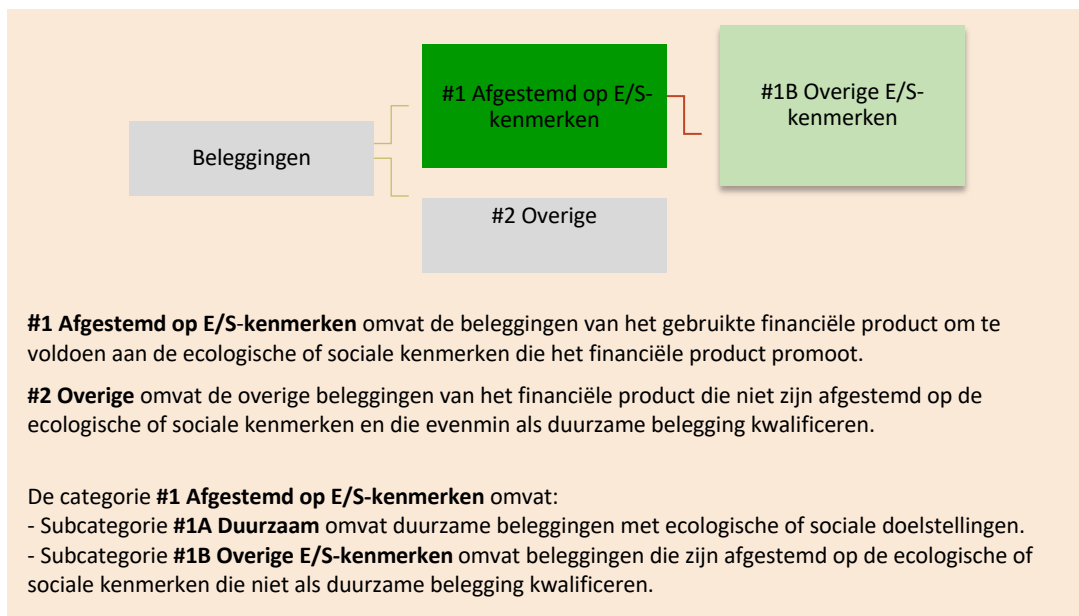 #1 Afgestemd op E/S-
kenmerken
#1B Overige E/S-
kenmerken
Beleggingen
#2 Overige
#1 Afgestemd op E/S-kenmerken omvat de beleggingen van het gebruikte financiële product om te
voldoen aan de ecologische of sociale kenmerken die het financiële product promoot.
#2 Overige omvat de overige beleggingen van het financiële product die niet zijn afgestemd op de
ecologische of sociale kenmerken en die evenmin als duurzame belegging kwalificeren.
De categorie #1 Afgestemd op E/S-kenmerken omvat:
- Subcategorie #1A Duurzaam omvat duurzame beleggingen met ecologische of sociale doelstellingen.
- Subcategorie #1B Overige E/S-kenmerken omvat beleggingen die zijn afgestemd op de ecologische of
sociale kenmerken die niet als duurzame belegging kwalificeren.